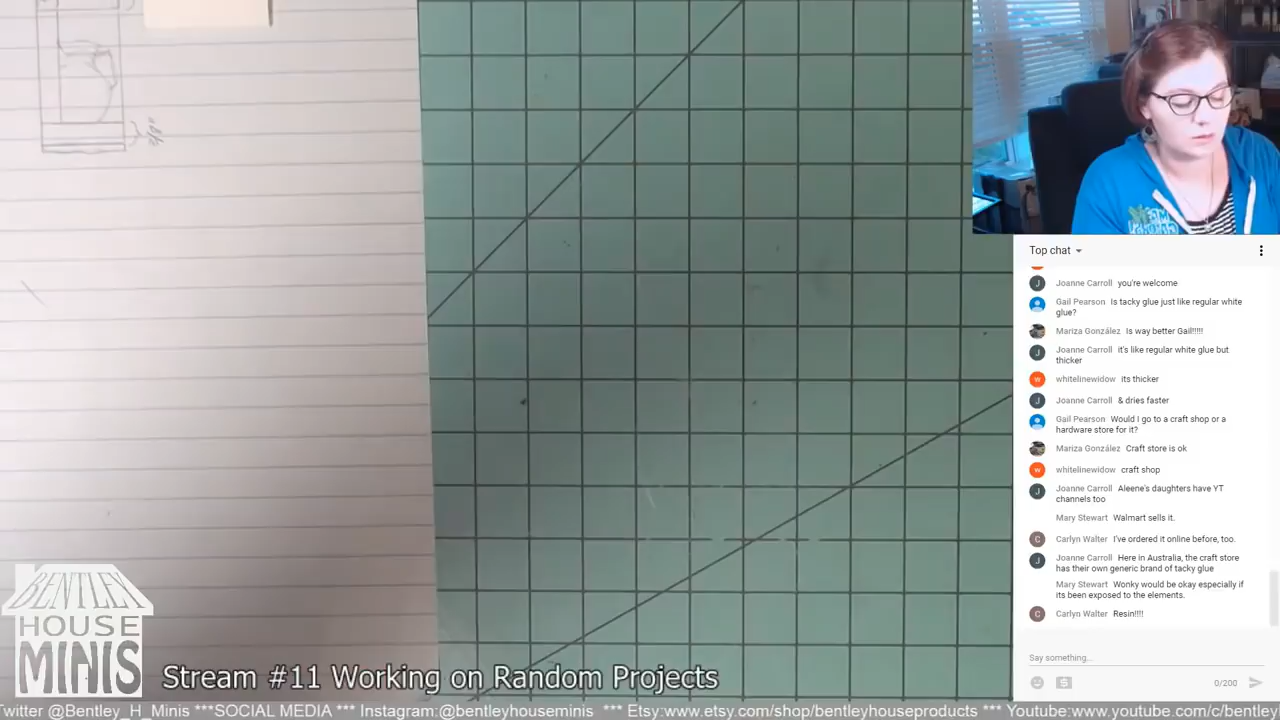 3/4"
Top chat
Joanne Carroll you're welcome
Gail Pearson Is tacky glue just like regular white
glue?
Mariza González Is way better Gail!!!!!
Joanne Carroll it's like regular white glue but
thicker
whitelinewidow its thicker
Joanne Carroll & dries faster
Gail Pearson Would I go to a craft shop or a
hardware store for it?
Mariza González Craft store is ok
whitelinewidow craft shop
Joanne Carroll Aleene's daughters have YT
channels too
Mary Stewart Walmart sells it.
Carlyn Walter I've ordered it online before, too.
Joanne Carroll Here in Australia, the craft store
has their own generic brand of tacky glue
Mary Stewart Wonky would be okay especially if
its been exposed to the elements.
Carlyn Walter Resin!!!!
Say something...
0/200
BENTLEY
HOUSE
MINIS
Stream #11 Working on Random Projects
Twitter @Bentley_H_Minis ***SOCIAL MEDIA *** Instagram:@bentleyhouseminis *** Etsy:www.etsy.com/shop/bentleyhouseproducts *** Youtube:www.youtube.com/c/bentley